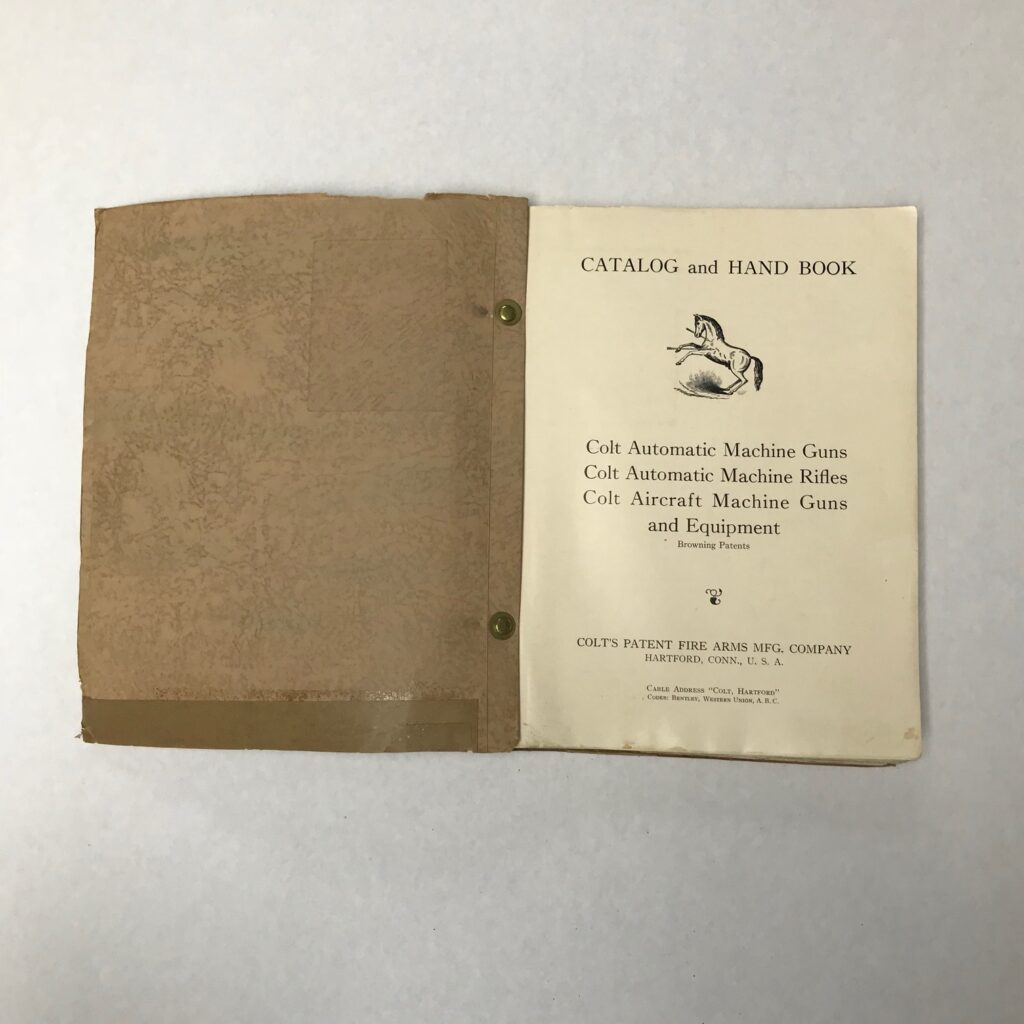 CATALOG and HAND BOOK
Colt Automatic Machine Guns
Colt Automatic Machine Rifles
Colt Aircraft Machine Guns
and Equipment
Browning Patents
COLT'S PATENT FIRE ARMS MFG. COMPANY
HARTFORD, CONN., U. S. A.
CABLE ADDRESS "COLT, HARTFORD"
CODES: BENTLEY, WESTERN UNION, A. B. C.